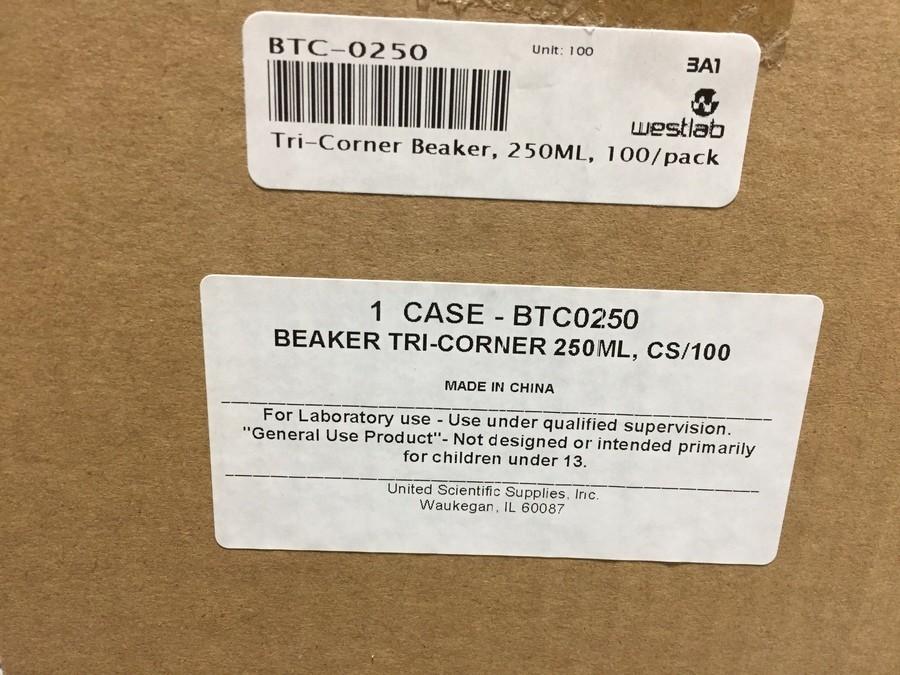 BTC-0250
Unit: 100
3A1
westlab
Tri-Corner Beaker, 250ML, 100/pack
1 CASE - BTC0250
BEAKER TRI-CORNER 250ML, CS/100
MADE IN CHINA
For Laboratory use - Use under qualified supervision.
"General Use Product"- Not designed or intended primarily
for children under 13.
United Scientific Supplies, Inc.
Waukegan, IL 60087